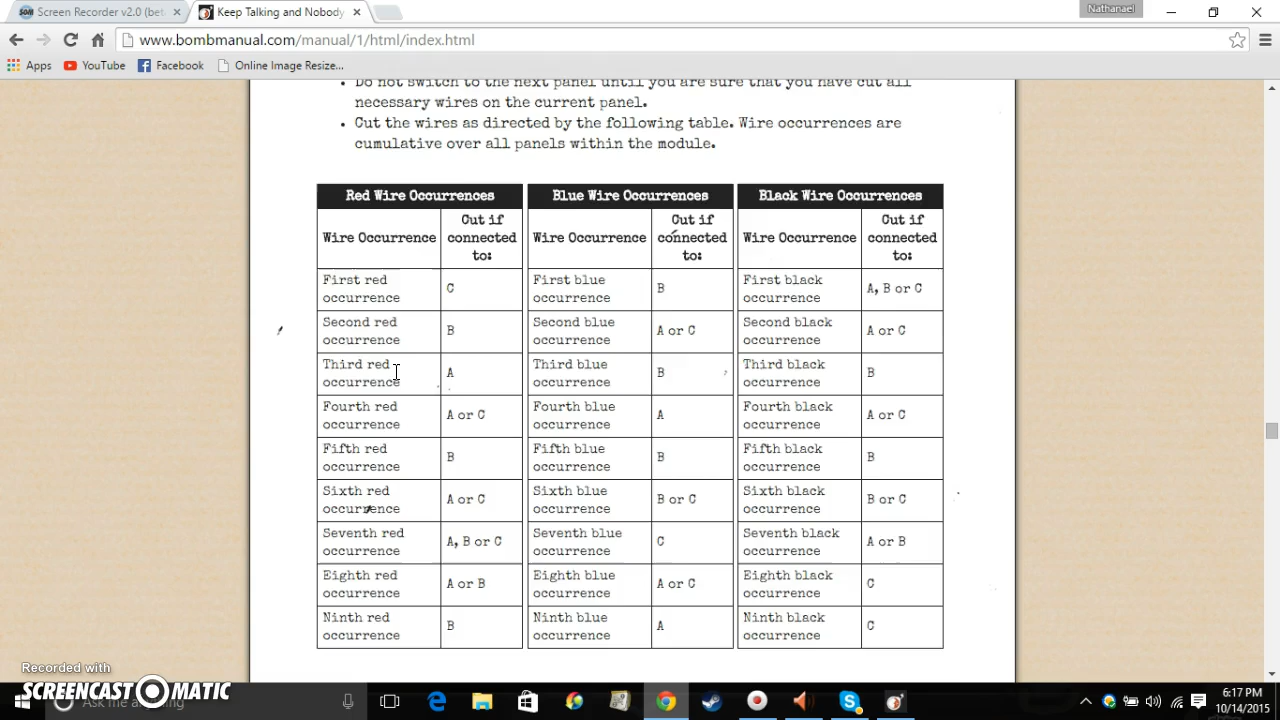 Screen Recorder v2.0 (bet
Keep Talking and Nobody
Nathanael
www.bombmanual.com/manual/1/html/index.html
Apps YouTube Facebook Online Image Resize...
Do not switch to the next panel until you are sure that you have cut all
necessary wires on the current panel.
Cut the wires as directed by the following table. Wire occurrences are
cumulative over all panels within the module.
Red Wire Occurrences Blue Wire Occurrences Black Wire Occurrences
Wire Occurrence Cut if connected to: Wire Occurrence Cut if connected to: Wire Occurrence Cut if connected to:
First red occurrence C First blue occurrence B First black occurrence A, B or C
Second red occurrence B Second blue occurrence A or C Second black occurrence A or C
Third red occurrence A Third blue occurrence B Third black occurrence B
Fourth red occurrence A or C Fourth blue occurrence A Fourth black occurrence A or C
Fifth red occurrence B Fifth blue occurrence B Fifth black occurrence B
Sixth red occurrence A or C Sixth blue occurrence B or C Sixth black occurrence B or C
Seventh red occurrence A, B or C Seventh blue occurrence C Seventh black occurrence A or B
Eighth red occurrence A or B Eighth blue occurrence A or C Eighth black occurrence C
Ninth red occurrence B Ninth blue occurrence A Ninth black occurrence C
Recorded with
SCREENCAST MATIC
Ask me anything
6:17 PM
10/14/2015